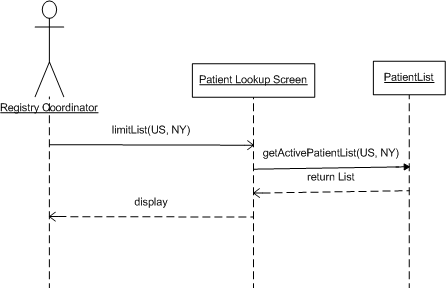 Patient Lookup Screen
PatientList
Registry Coordinator
limitList(US, NY)
getActivePatientList(US, NY)
return List
display